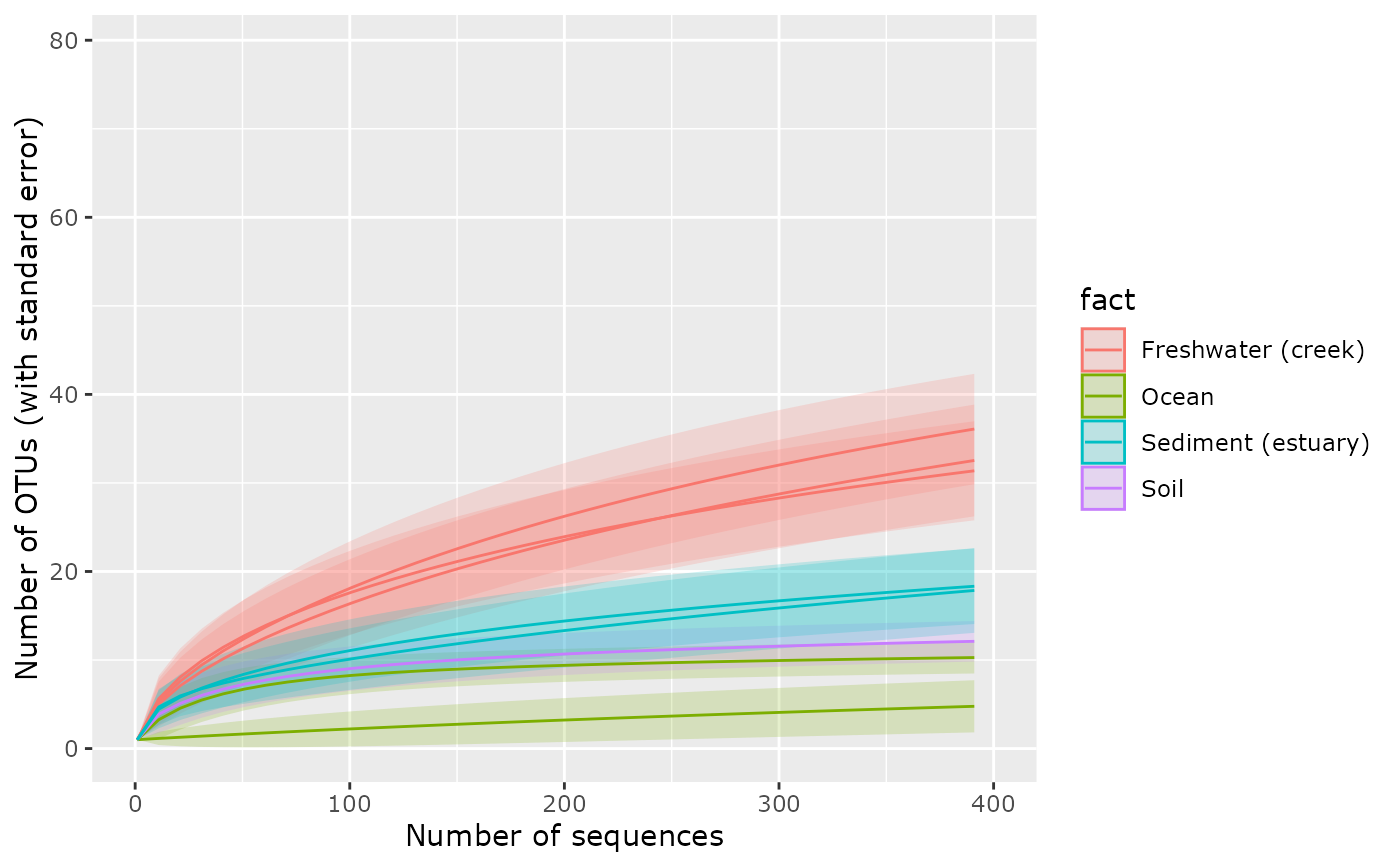 80
60
40
20
0
Number of OTUs (with standard error)
0 100 200 300 400
Number of sequences
fact
Freshwater (creek)
Ocean
Sediment (estuary)
Soil